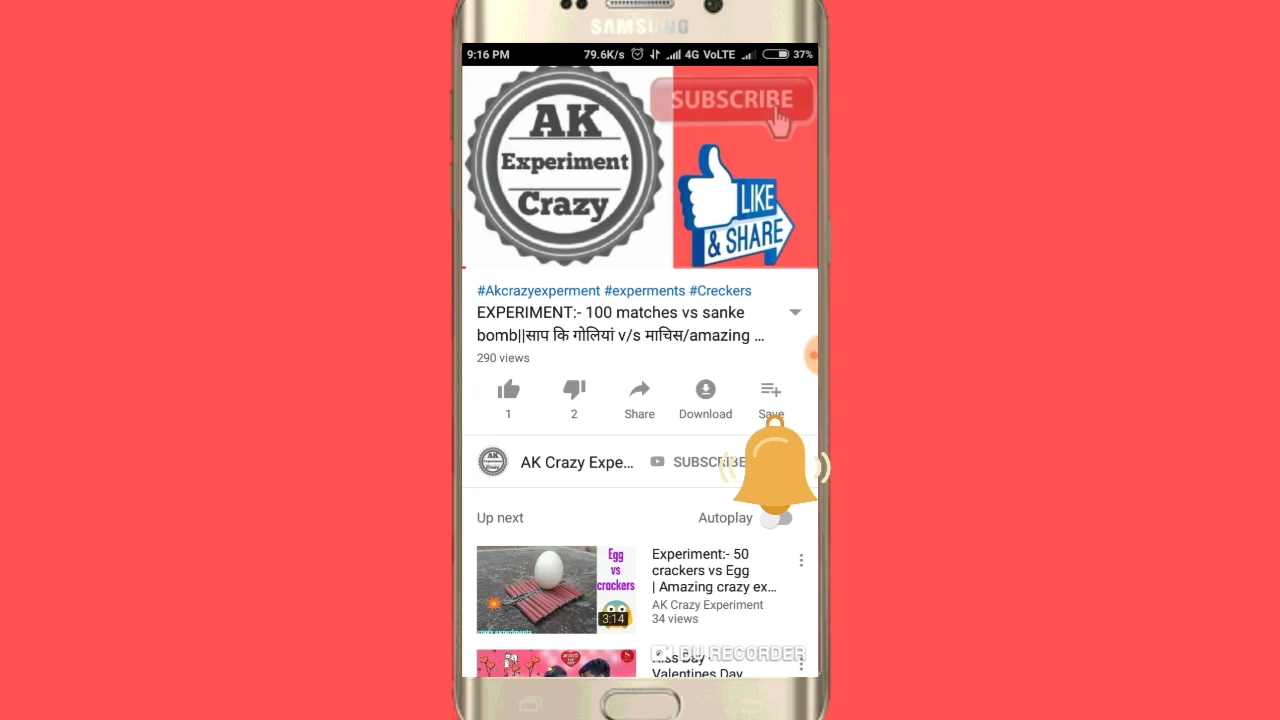 SAMSUNG
9:16 PM 79.6K/s 4G VoLTE 37%
AK
Experiment
Crazy
SUBSCRIBE
LIKE
& SHARE
#Akcrazyexperment #experments #Creckers
EXPERIMENT:- 100 matches vs sanke
bomb||साप कि गोलियां v/s माचिस/amazing ...
290 views
1 2 Share Download Save
AK Crazy Expe... SUBSCRIBE
Up next Autoplay
Egg
vs
crackers
3:14
Experiment:- 50
crackers vs Egg
| Amazing crazy ex...
AK Crazy Experiment
34 views
DU RECORDER
Kiss Day-
Valentines Day